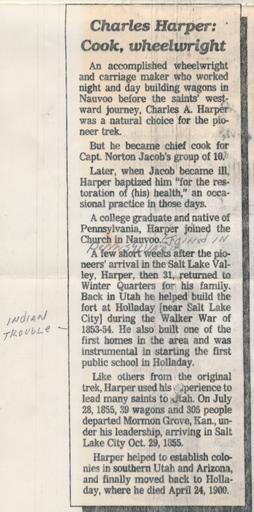 Charles Harper:
Cook, wheelwright
An accomplished wheelwright
and carriage maker who worked
night and day building wagons in
Nauvoo before the saints' west-
ward journey, Charles A. Harper
was a natural choice for the pio-
neer trek.
But he became chief cook for
Capt. Norton Jacob's group of 10.
Later, when Jacob became ill,
Harper baptized him "for the res-
toration of (his) health," an occa-
sional practice in those days.
A college graduate and native of
Pennsylvania, Harper joined the
Church in Nauvoo. JOINED IN
Pennsylvania
A few short weeks after the pio-
neers' arrival in the Salt Lake Val-
ley, Harper, then 31, returned to
Winter Quarters for his family.
Back in Utah he helped build the
fort at Holladay [near Salt Lake
City] during the Walker War of
INDIAN
TROUBLE
1853-54. He also built one of the
first homes in the area and was
instrumental in starting the first
public school in Holladay.
Like others from the original
trek, Harper used his experience to
lead many saints to Utah. On July
28, 1855, 39 wagons and 305 people
departed Mormon Grove, Kan., un-
der his leadership, arriving in Salt
Lake City Oct. 29, 1855.
Harper helped to establish colo-
nies in southern Utah and Arizona,
and finally moved back to Holla-
day, where he died April 24, 1900.